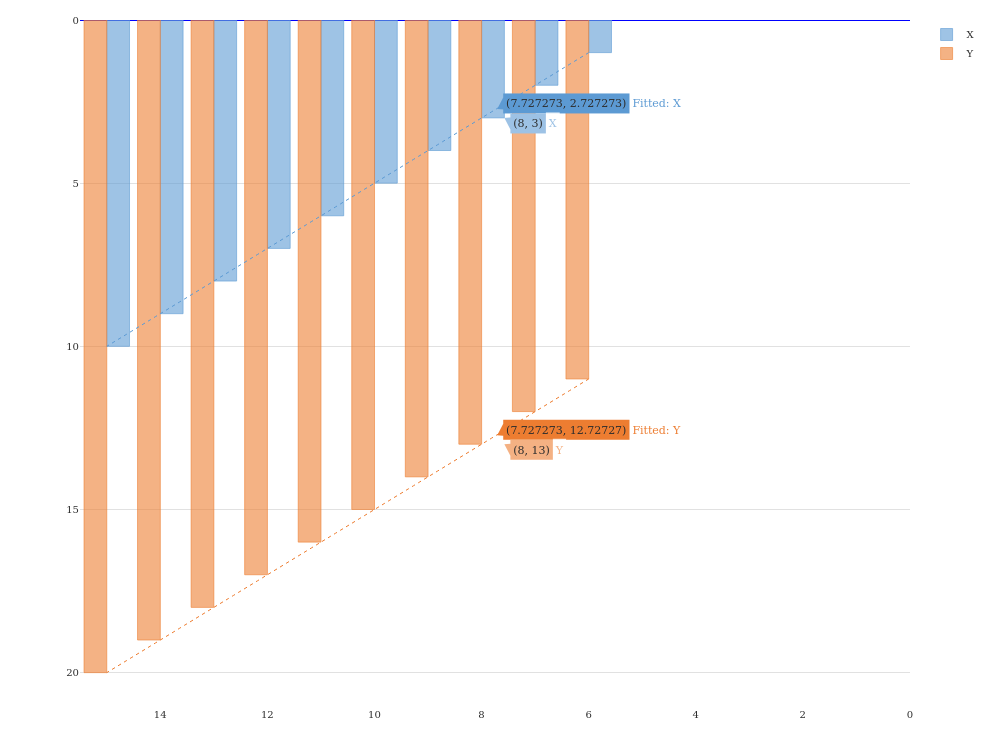 0
X
Y
(7.727273, 2.727273) Fitted: X
(8, 3) X
5
10
(7.727273, 12.72727) Fitted: Y
(8, 13) Y
15
20
14 12 10 8 6 4 2 0